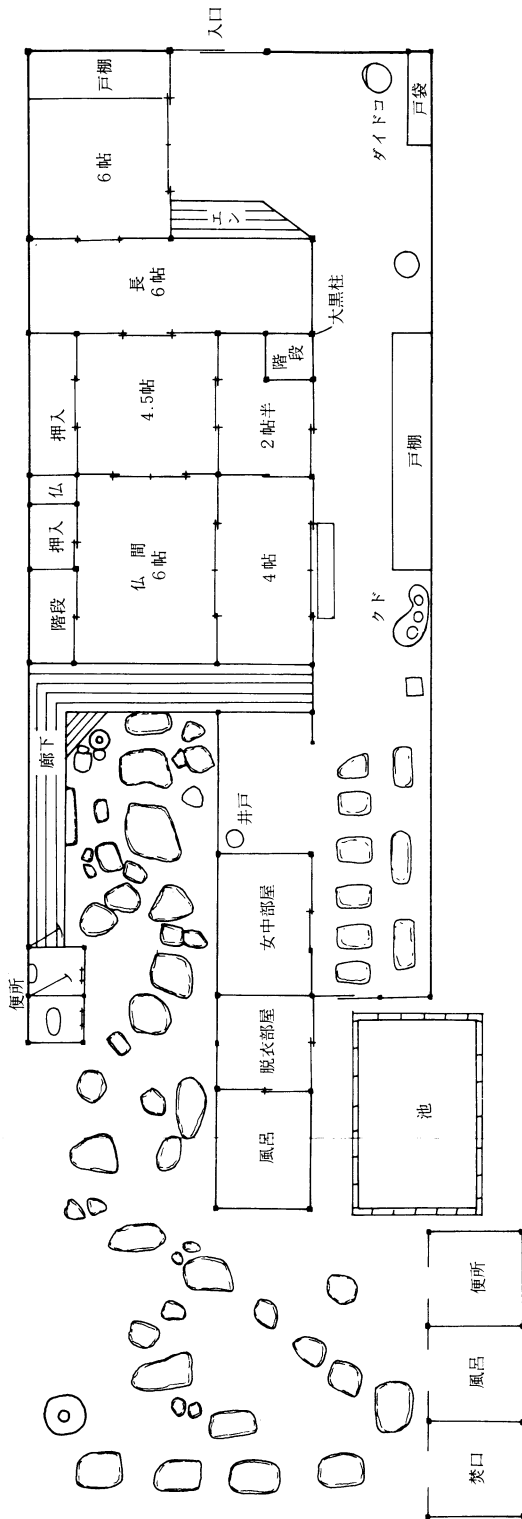 入口
戸棚
6帖
エン
ダイドコ
戸袋
長
6帖
大黒柱
階段
押入
4.5帖
2帖半
戸棚
仏
押入
階段
仏間
6帖
4帖
クド
廊下
井戸
便所
女中部屋
脱衣部屋
風呂
池
便所
風呂
焚口